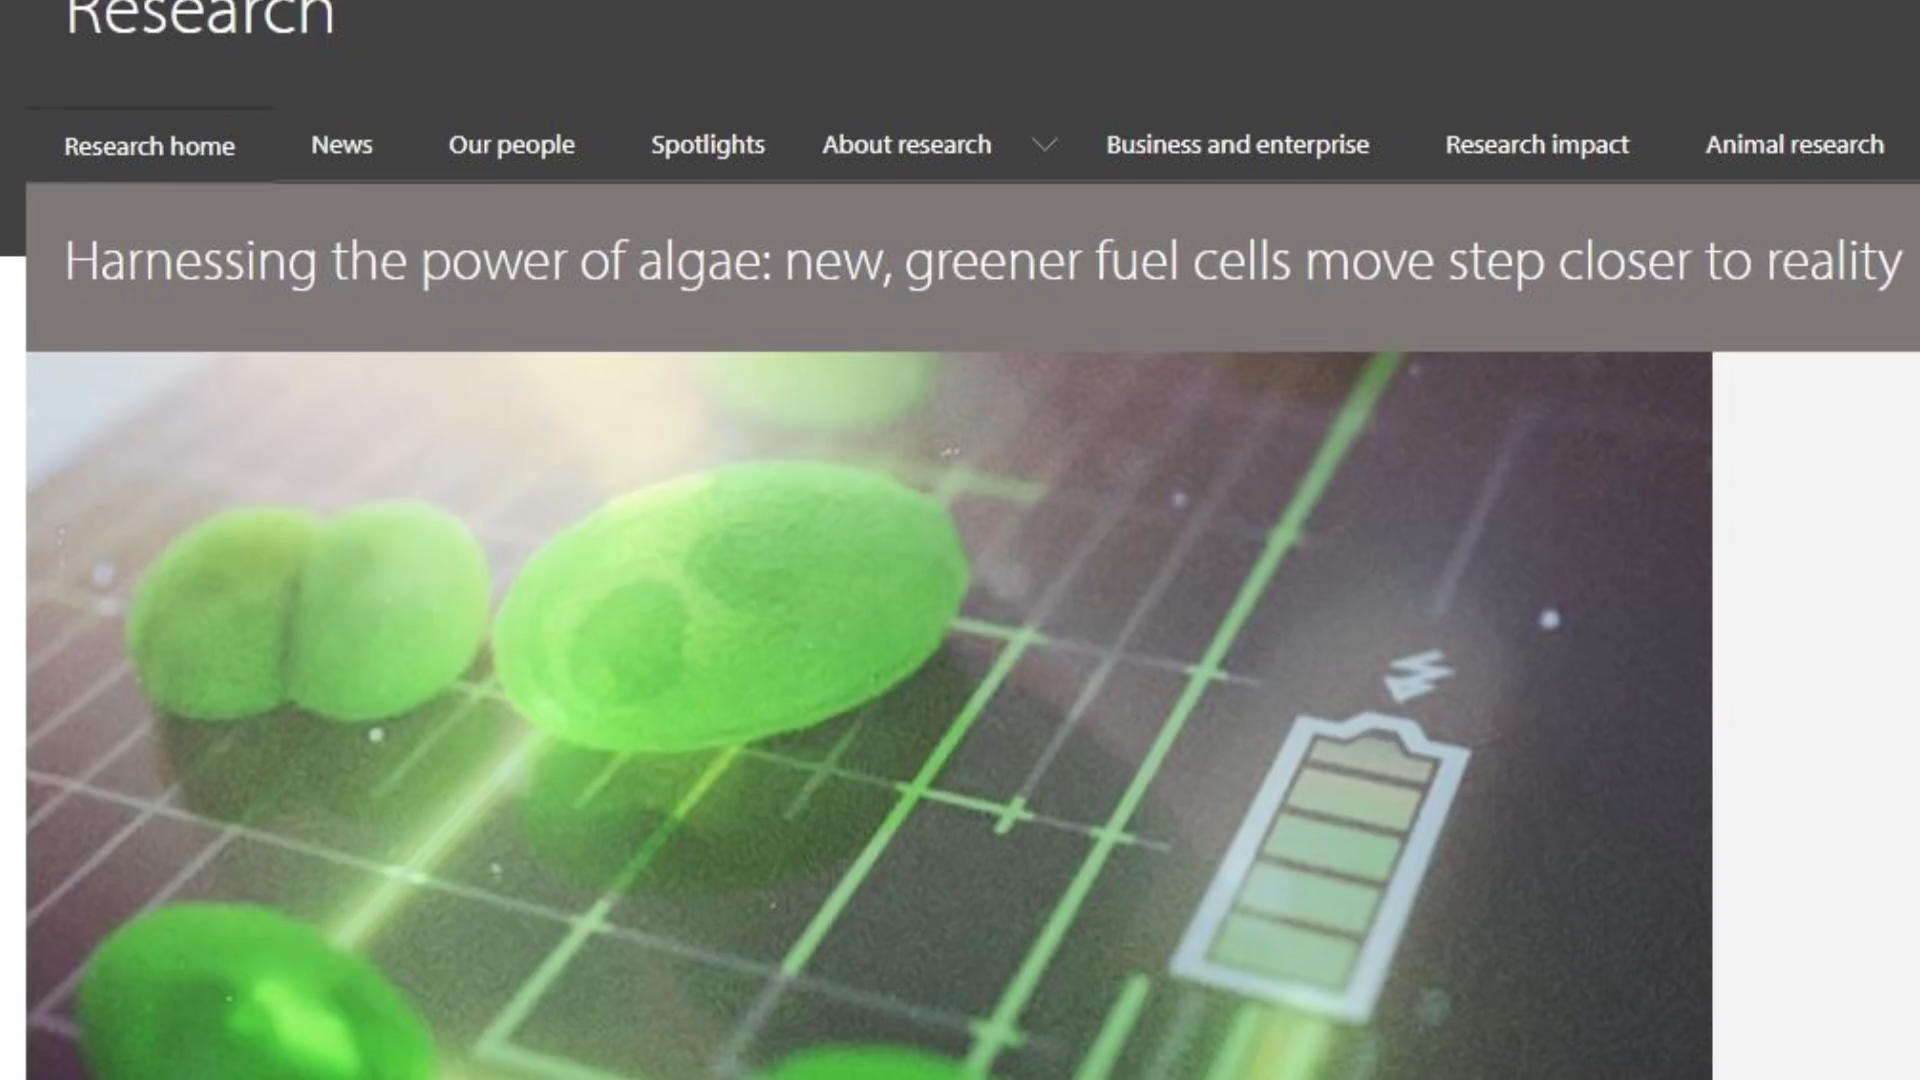 Research
Research home News Our people Spotlights About research Business and enterprise Research impact Animal research
Harnessing the power of algae: new, greener fuel cells move step closer to reality